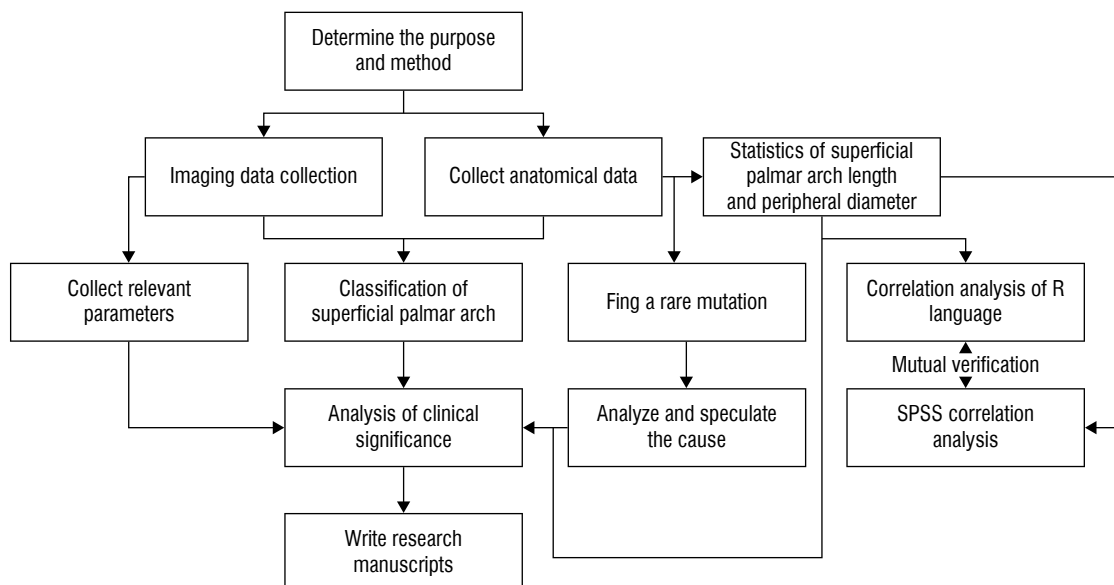 Determine the purpose
and method
Imaging data collection
Collect anatomical data
Statistics of superficial
palmar arch length
and peripheral diameter
Collect relevant
parameters
Classification of
superficial palmar arch
Fing a rare mutation
Correlation analysis of R
language
Mutual verification
Analysis of clinical
significance
Analyze and speculate
the cause
SPSS correlation
analysis
Write research
manuscripts